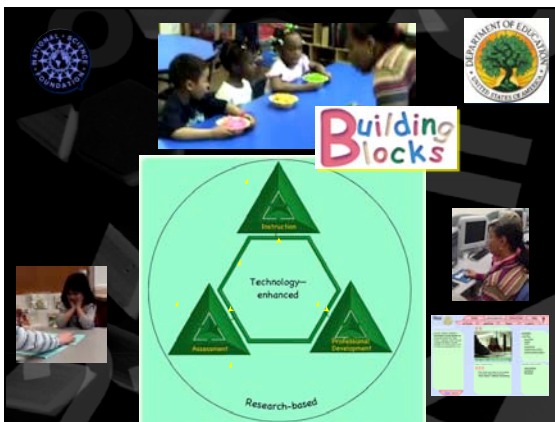 NATIONAL SCIENCE FOUNDATION
DEPARTMENT OF EDUCATION
UNITED STATES OF AMERICA
Building
Blocks
Instruction
Technology—
enhanced
Assessment
Professional
Development
Research-based